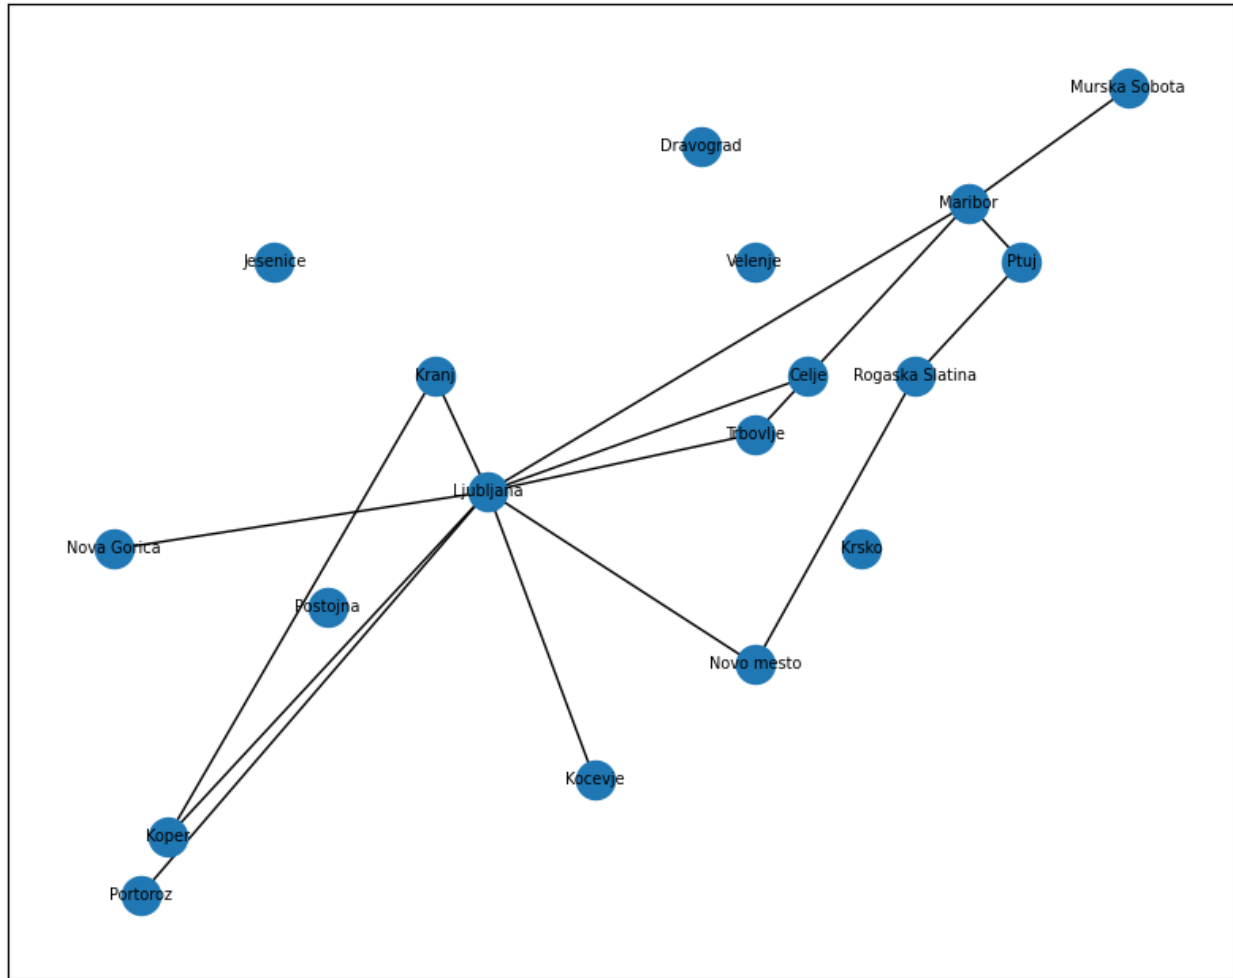 Murska Sobota
Dravograd
Maribor
Jesenice
Velenje
Ptuj
Kranj
Celje
Rogaska Slatina
Trbovlje
Ljubljana
Nova Gorica
Krsko
Postojna
Novo mesto
Kocevje
Koper
Portoroz